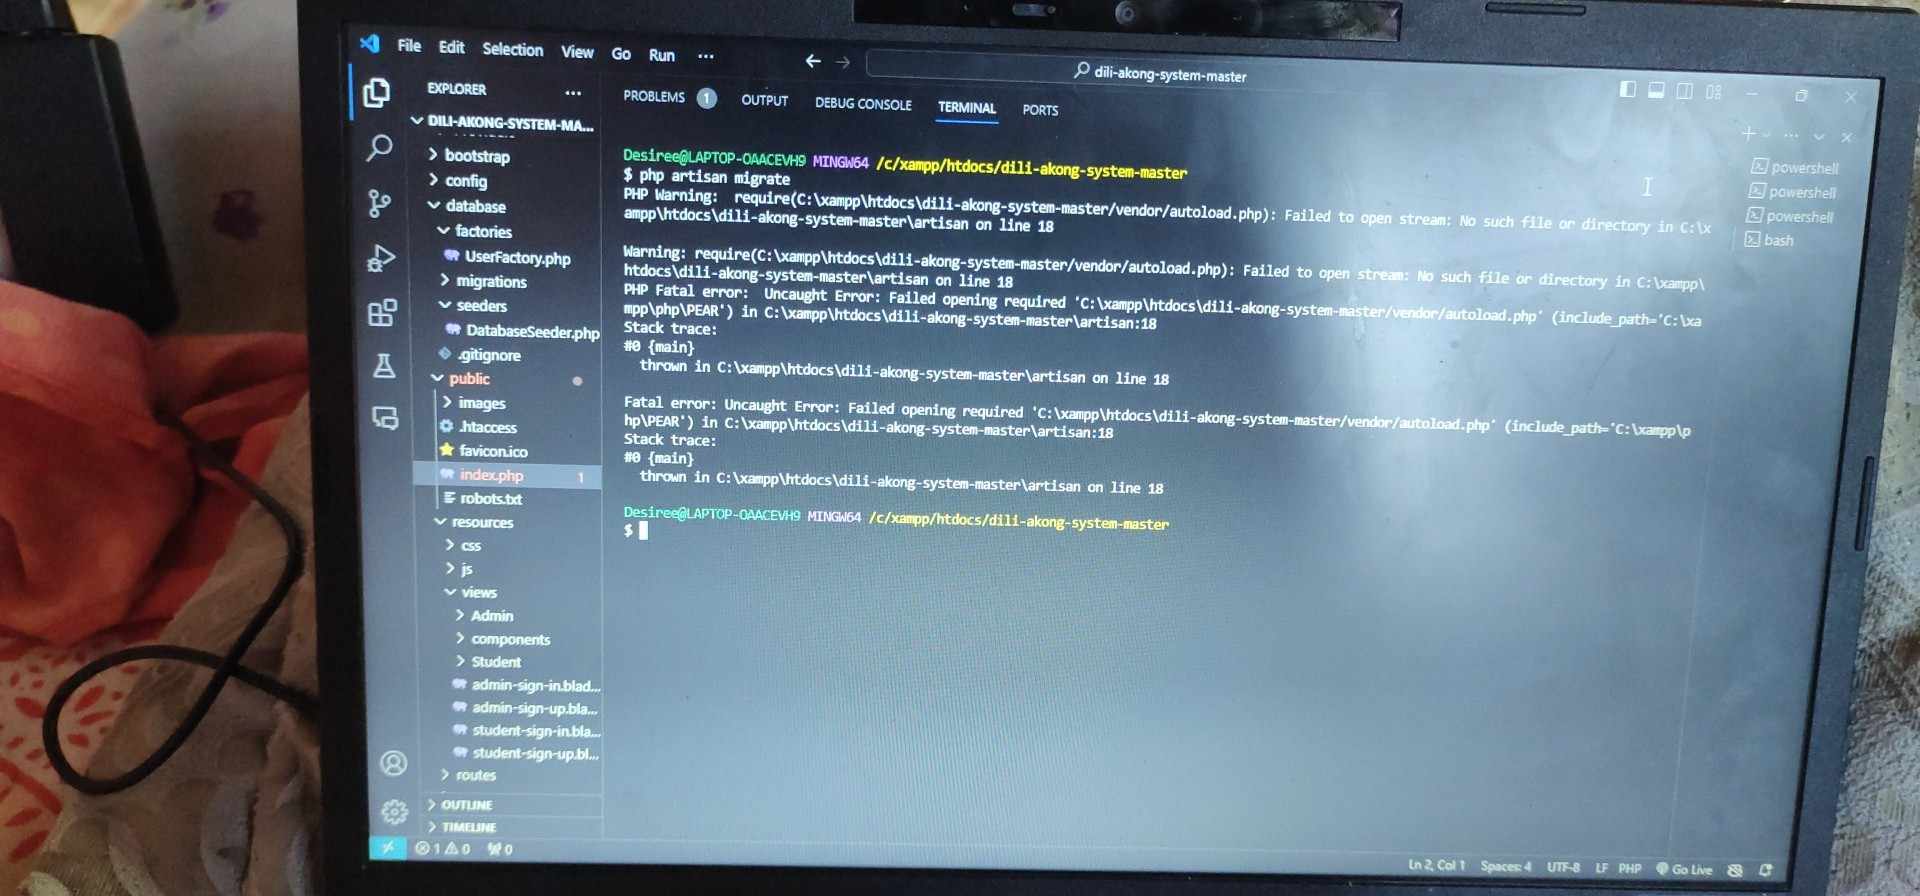 File Edit Selection View Go Run ...
dili-akong-system-master
EXPLORER ...
DILI-AKONG-SYSTEM-MA...
bootstrap
config
database
factories
UserFactory.php
migrations
seeders
DatabaseSeeder.php
.gitignore
public
images
.htaccess
favicon.ico
index.php 1
robots.txt
resources
css
js
views
Admin
components
Student
admin-sign-in.blad...
admin-sign-up.bla...
student-sign-in.bla...
student-sign-up.bl...
routes
OUTLINE
TIMELINE
PROBLEMS 1 OUTPUT DEBUG CONSOLE TERMINAL PORTS
Desiree@LAPTOP-OAACEVH9 MINGW64 /c/xampp/htdocs/dili-akong-system-master
$ php artisan migrate
PHP Warning:  require(C:\xampp\htdocs\dili-akong-system-master/vendor/autoload.php): Failed to open stream: No such file or directory in C:\x
ampp\htdocs\dili-akong-system-master\artisan on line 18
Warning: require(C:\xampp\htdocs\dili-akong-system-master/vendor/autoload.php): Failed to open stream: No such file or directory in C:\xampp\
htdocs\dili-akong-system-master\artisan on line 18
PHP Fatal error:  Uncaught Error: Failed opening required 'C:\xampp\htdocs\dili-akong-system-master/vendor/autoload.php' (include_path='C:\xa
mpp\php\PEAR') in C:\xampp\htdocs\dili-akong-system-master\artisan:18
Stack trace:
#0 {main}
thrown in C:\xampp\htdocs\dili-akong-system-master\artisan on line 18
Fatal error: Uncaught Error: Failed opening required 'C:\xampp\htdocs\dili-akong-system-master/vendor/autoload.php' (include_path='C:\xampp\p
hp\PEAR') in C:\xampp\htdocs\dili-akong-system-master\artisan:18
Stack trace:
#0 {main}
thrown in C:\xampp\htdocs\dili-akong-system-master\artisan on line 18
Desiree@LAPTOP-OAACEVH9 MINGW64 /c/xampp/htdocs/dili-akong-system-master
$
powershell
powershell
powershell
bash
1 0 0
Ln 2, Col 1 Spaces: 4 UTF-8 LF PHP Go Live